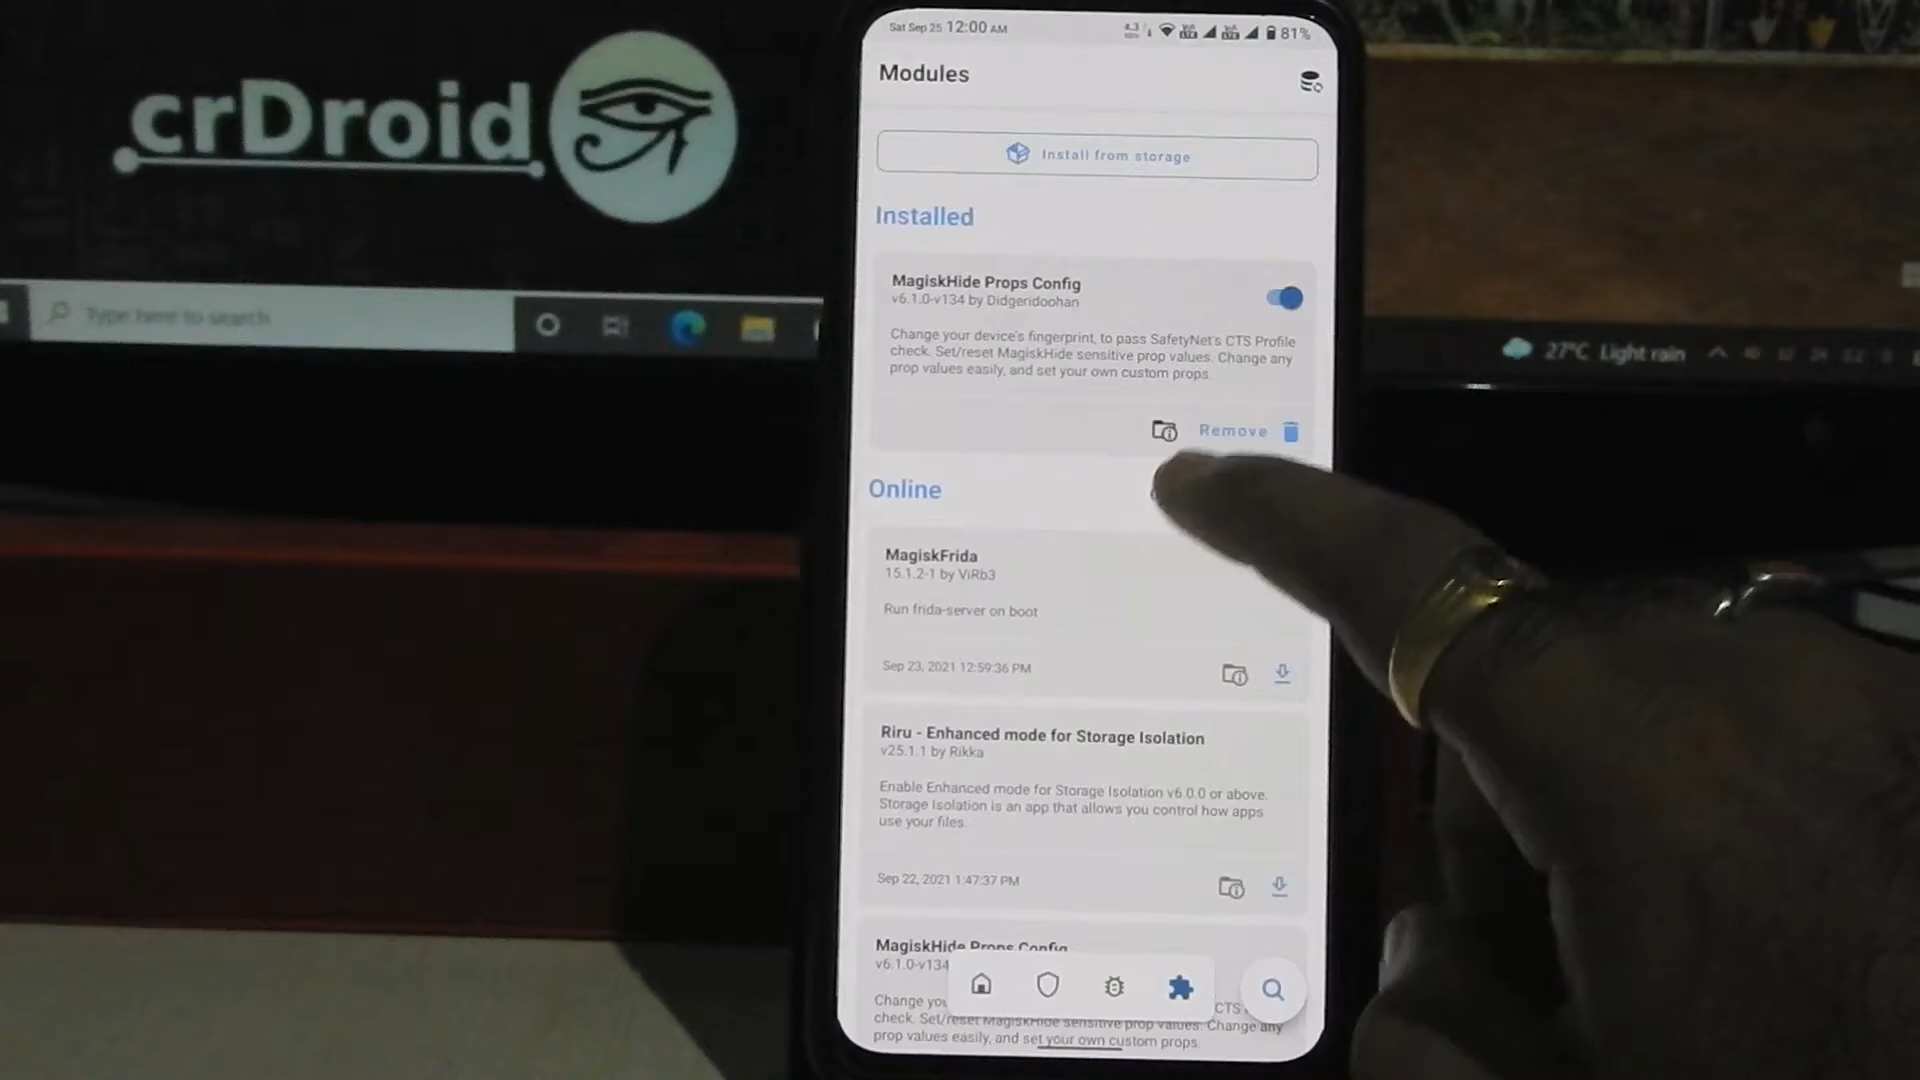 crDroid
Type here to search
27°C Light rain
Sat Sep 25 12:00 AM
4.3
81%
Modules
Install from storage
Installed
MagiskHide Props Config
v6.1.0-v134 by Didgeridoohan
Change your device's fingerprint, to pass SafetyNet's CTS Profile
check. Set/reset MagiskHide sensitive prop values. Change any
prop values easily, and set your own custom props.
Remove
Online
MagiskFrida
15.1.2-1 by ViRb3
Run frida-server on boot
Sep 23, 2021 12:59:36 PM
Riru - Enhanced mode for Storage Isolation
v25.1.1 by Rikka
Enable Enhanced mode for Storage Isolation v6.0.0 or above.
Storage Isolation is an app that allows you control how apps
use your files.
Sep 22, 2021 1:47:37 PM
MagiskHide Props Config
v6.1.0-v134
Change you CTS
check. Set/reset MagiskHide sensitive prop values. Change any
prop values easily, and set your own custom props.